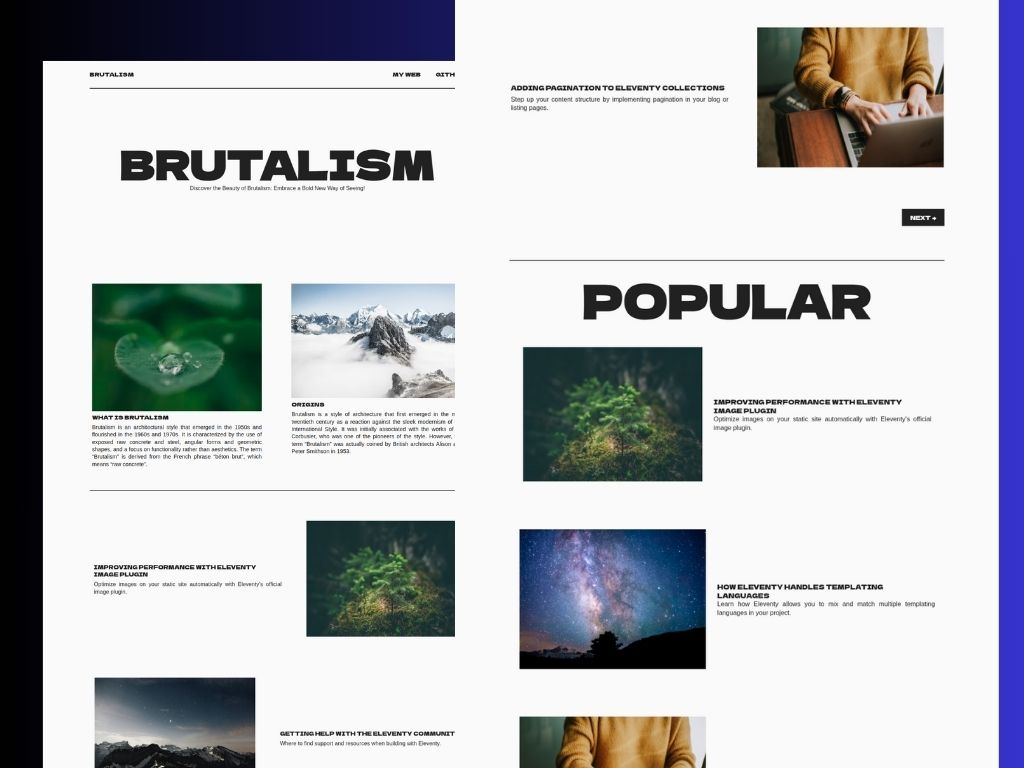 BRUTALISM
MY WEB
BRUTALISM
Discover the Beauty of Brutalism: Embrace a Bold New Way of Seeing!
WHAT IS BRUTALISM
Brutalism is an architectural style that emerged in the 1950s and
flourished in the 1960s and 1970s. It is characterized by the use of
exposed raw concrete and steel, angular forms and geometric
shapes, and a focus on functionality rather than aesthetics. The term
"Brutalism" is derived from the French phrase "béton brut", which
means "raw concrete".
ORIGINS
Brutalism is a style of architecture that first emerged in the
twentieth century as a reaction against the sleek modernism of
International Style. It was initially associated with the works of
Corbusier, who was one of the pioneers of the style. However,
term "Brutalism" was actually coined by British architects Alison
Peter Smithson in 1953.
IMPROVING PERFORMANCE WITH ELEVENTY
IMAGE PLUGIN
Optimize images on your static site automatically with Eleventy's official
image plugin.
GETTING HELP WITH THE ELEVENTY COMMUNIT
Where to find support and resources when building with Eleventy.
ADDING PAGINATION TO ELEVENTY COLLECTIONS
Step up your content structure by implementing pagination in your blog or
listing pages.
NEXT →
POPULAR
IMPROVING PERFORMANCE WITH ELEVENTY
IMAGE PLUGIN
Optimize images on your static site automatically with Eleventy's official
image plugin.
HOW ELEVENTY HANDLES TEMPLATING
LANGUAGES
Learn how Eleventy allows you to mix and match multiple templating
languages in your project.